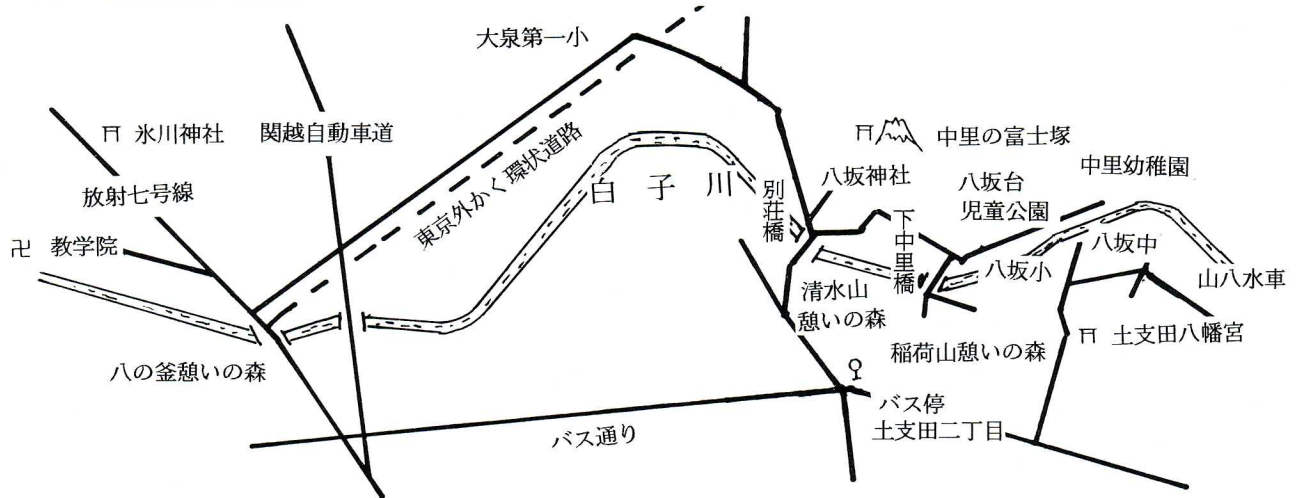 大泉第一小
氷川神社
関越自動車道
中里の富士塚
中里幼稚園
八坂神社
八坂台
児童公園
放射七号線
東京外かく環状道路
白子川
別荘橋
下中里橋
卍 教学院
八坂中
八坂小
山八水車
清水山
憩いの森
土支田八幡宮
稲荷山憩いの森
八の釜憩いの森
バス停
土支田二丁目
バス通り